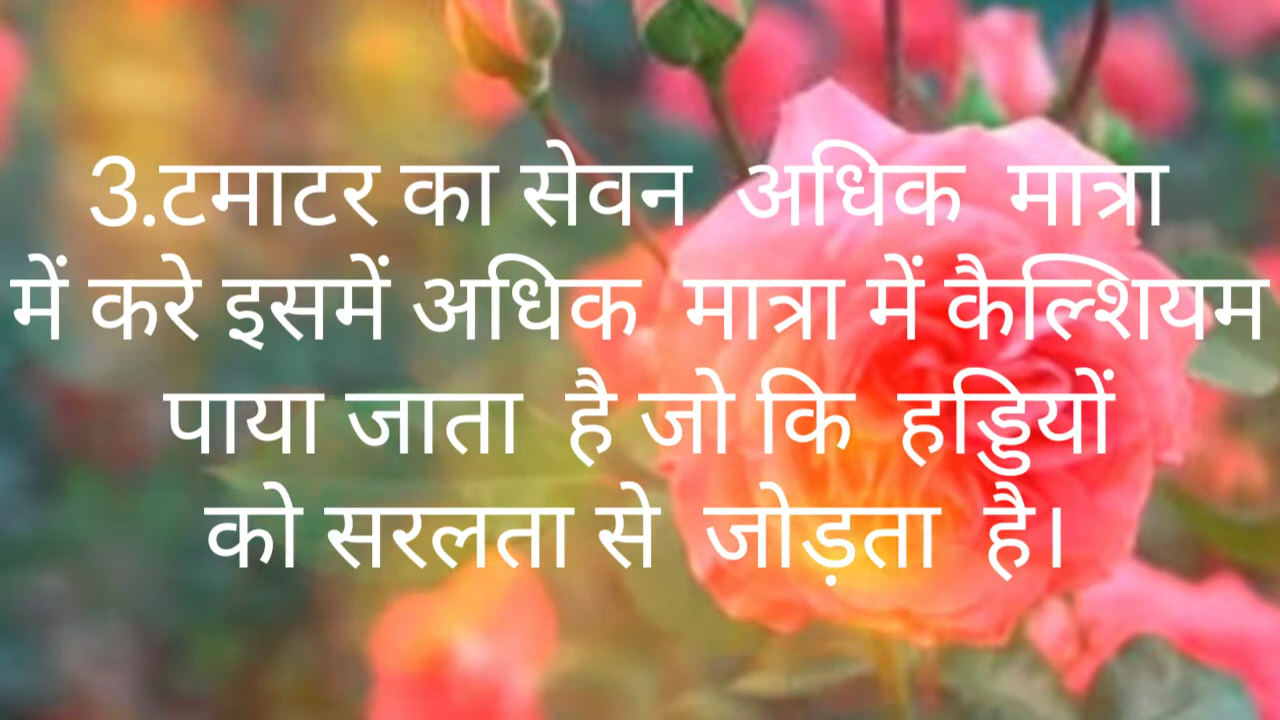 3.टमाटर का सेवन अधिक मात्रा
में करे इसमें अधिक मात्रा में कैल्शियम
पाया जाता है जो कि हड्डियों
को सरलता से जोड़ता है।